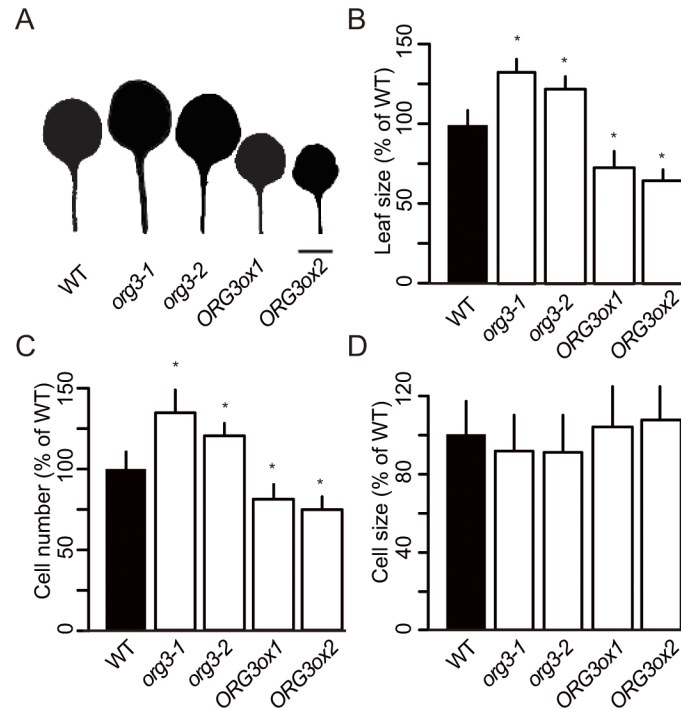 A
WT
org3-1
org3-2
ORG3ox1
ORG3ox2
B
Leaf size (% of WT)
150
100
50
0
*
*
*
*
WT
org3-1
org3-2
ORG3ox1
ORG3ox2
C
Cell number (% of WT)
150
100
50
0
*
*
*
*
WT
org3-1
org3-2
ORG3ox1
ORG3ox2
D
Cell size (% of WT)
120
80
40
0
WT
org3-1
org3-2
ORG3ox1
ORG3ox2